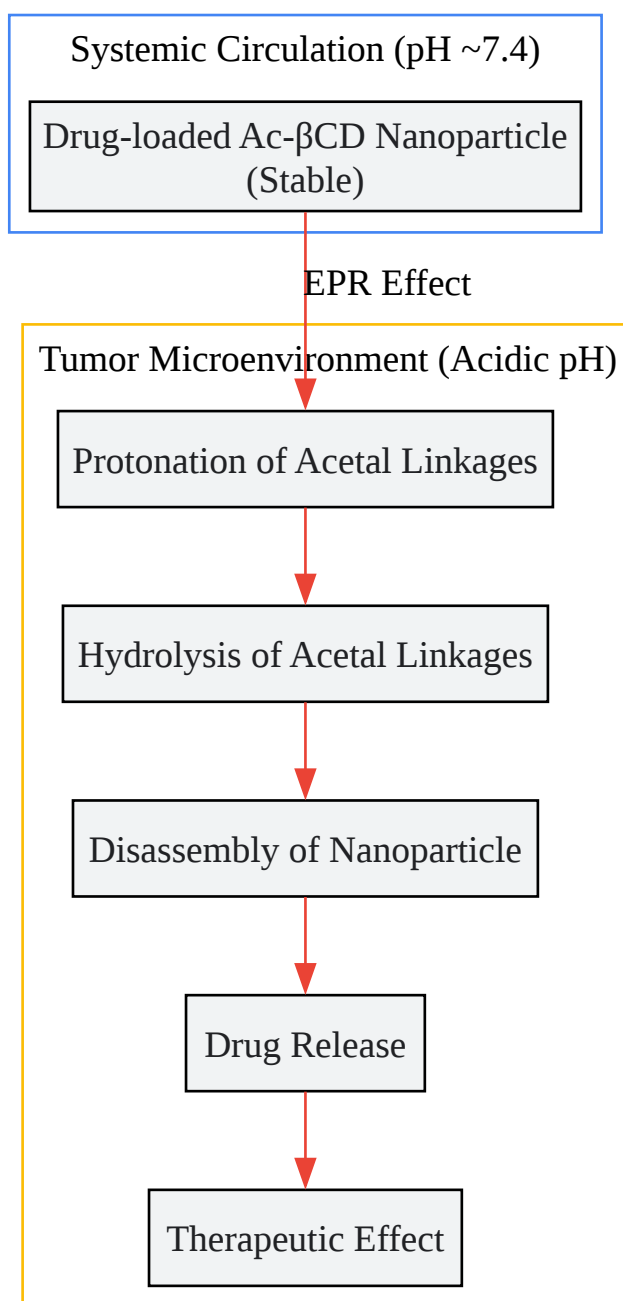 Systemic Circulation (pH ~7.4)
Drug-loaded Ac-βCD Nanoparticle
(Stable)
EPR Effect
Tumor Microenvironment (Acidic pH)
Protonation of Acetal Linkages
Hydrolysis of Acetal Linkages
Disassembly of Nanoparticle
Drug Release
Therapeutic Effect